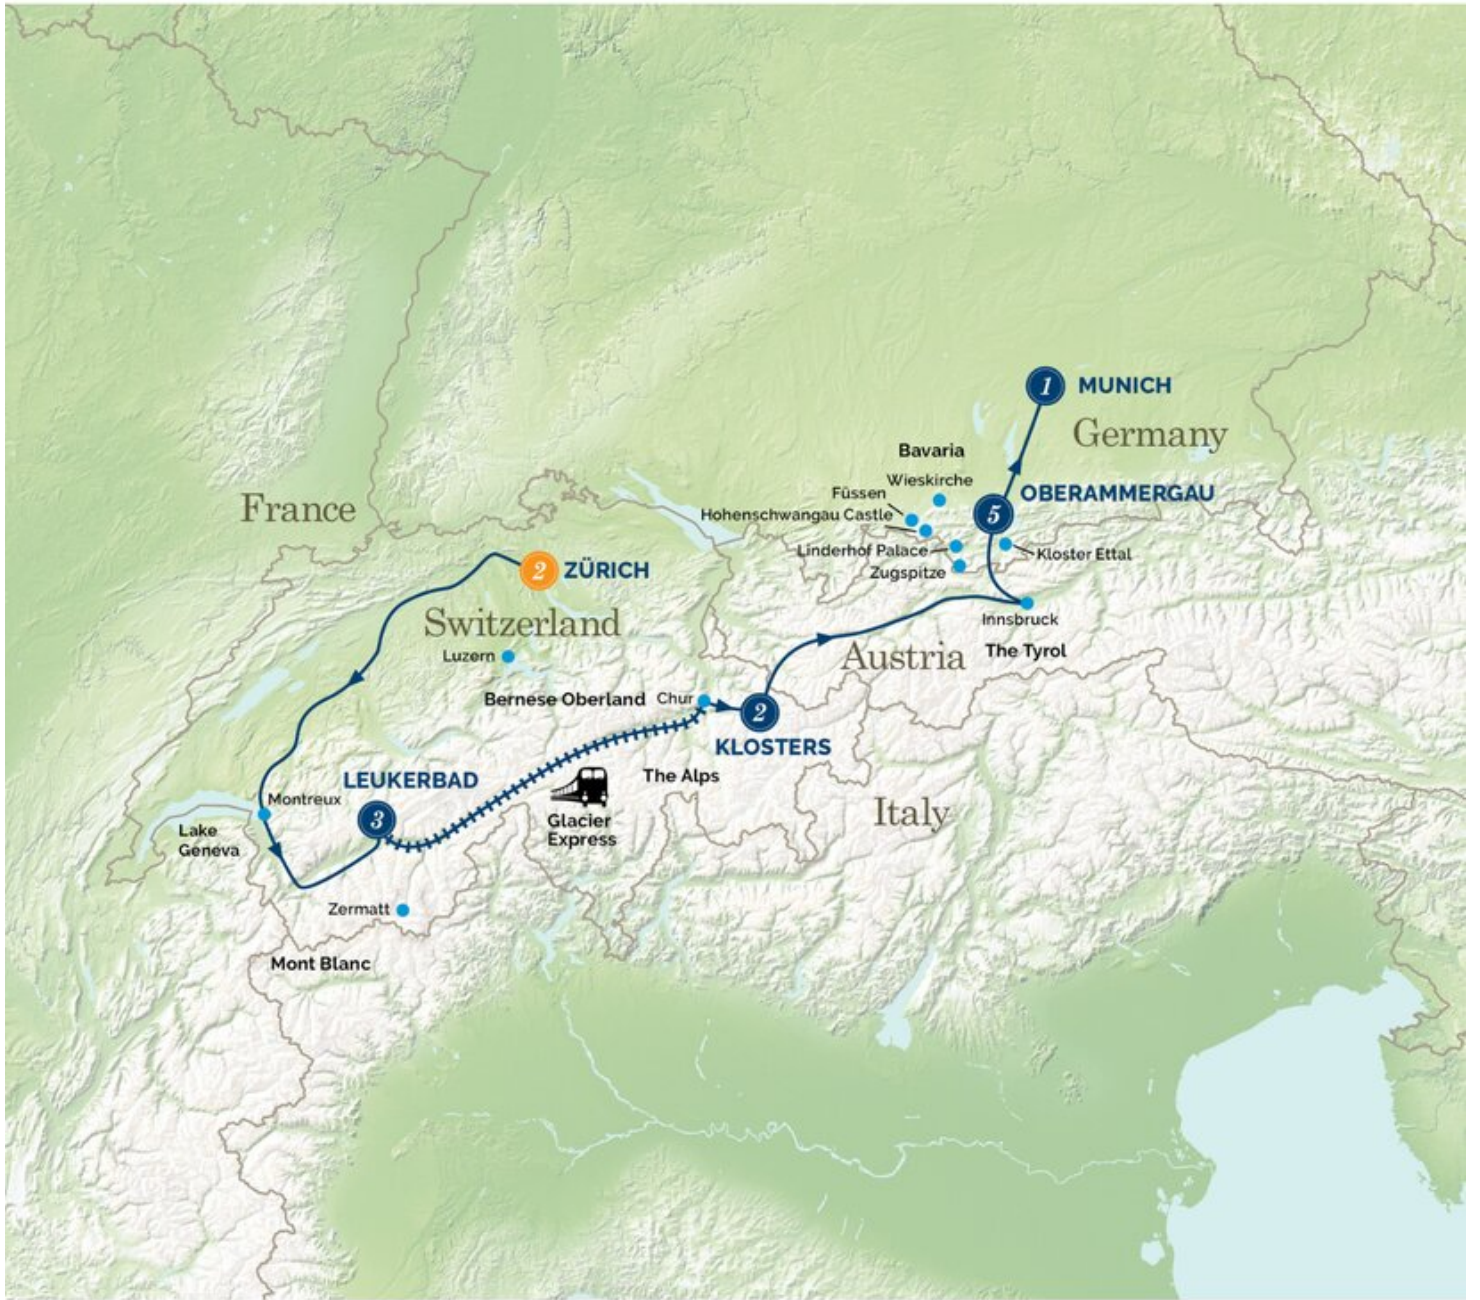 1
MUNICH
Germany
Bavaria
Wieskirche
Füssen
OBERAMMERGAU
5
Hohenschwangau Castle
France
Linderhof Palace
Kloster Ettal
Zugspitze
2
ZÜRICH
Switzerland
Innsbruck
The Tyrol
Luzern
Austria
Bernese Oberland
Chur
2
KLOSTERS
LEUKERBAD
The Alps
Montreux
3
Italy
Glacier
Express
Lake
Geneva
Zermatt
Mont Blanc